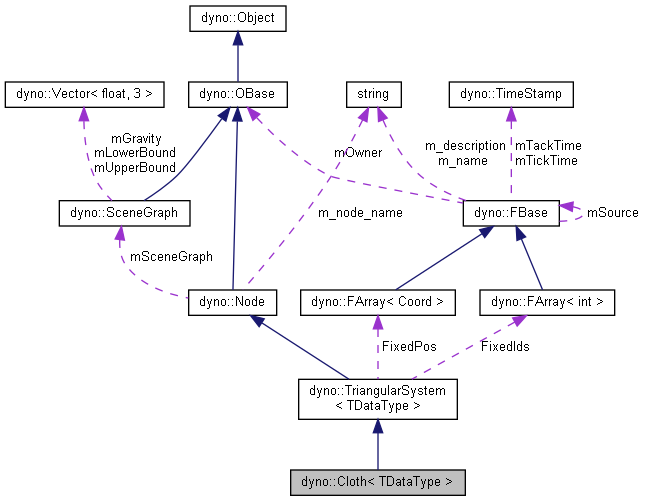 dyno::Object
dyno::Vector< float, 3 >
dyno::OBase
string
dyno::TimeStamp
mGravity
mLowerBound
mUpperBound
mOwner
m_description
m_name
mTackTime
mTickTime
dyno::SceneGraph
m_node_name
dyno::FBase
mSource
mSceneGraph
dyno::Node
dyno::FArray< Coord >
dyno::FArray< int >
FixedPos
FixedIds
dyno::TriangularSystem
< TDataType >
dyno::Cloth< TDataType >